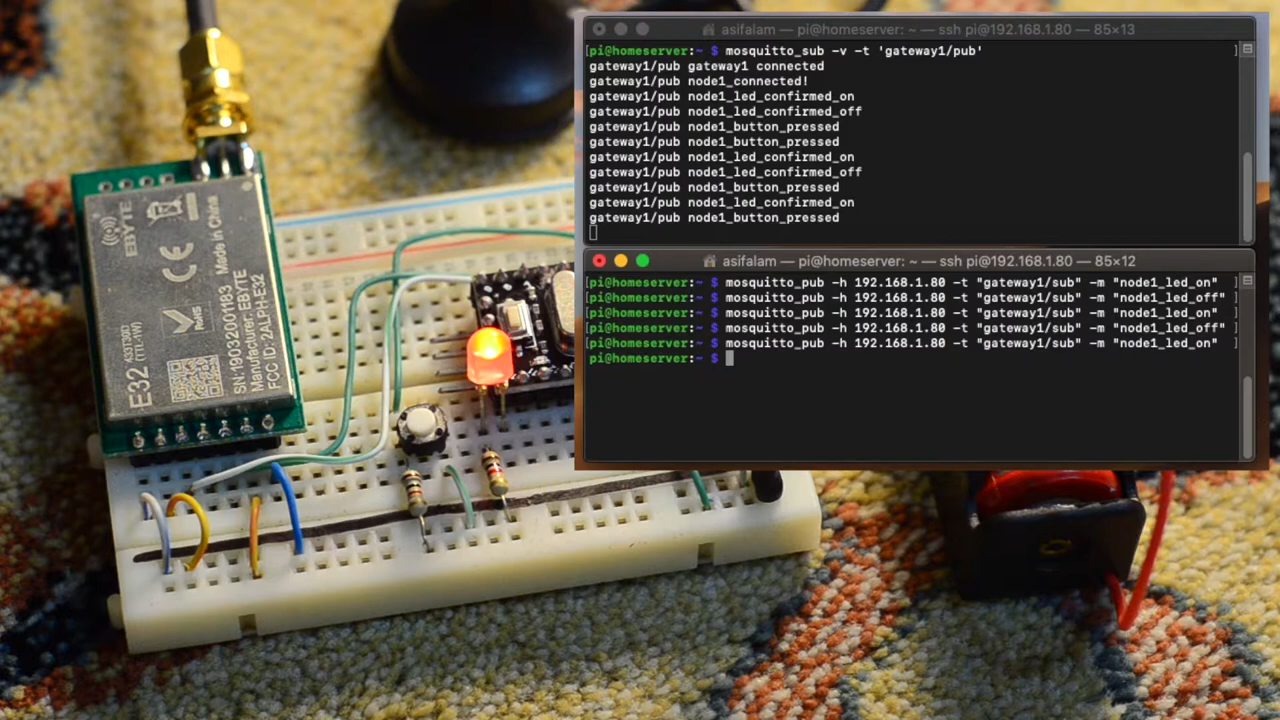 asifalam — pi@homeserver: ~ — ssh pi@192.168.1.80 — 85×13
[pi@homeserver:~ $ mosquitto_sub -v -t 'gateway1/pub' ]
gateway1/pub gateway1 connected
gateway1/pub node1_connected!
gateway1/pub node1_led_confirmed_on
gateway1/pub node1_led_confirmed_off
gateway1/pub node1_button_pressed
gateway1/pub node1_button_pressed
gateway1/pub node1_led_confirmed_on
gateway1/pub node1_led_confirmed_off
gateway1/pub node1_button_pressed
gateway1/pub node1_led_confirmed_on
gateway1/pub node1_button_pressed
asifalam — pi@homeserver: ~ — ssh pi@192.168.1.80 — 85×12
[pi@homeserver:~ $ mosquitto_pub -h 192.168.1.80 -t "gateway1/sub" -m "node1_led_on" ]
[pi@homeserver:~ $ mosquitto_pub -h 192.168.1.80 -t "gateway1/sub" -m "node1_led_off" ]
[pi@homeserver:~ $ mosquitto_pub -h 192.168.1.80 -t "gateway1/sub" -m "node1_led_on" ]
[pi@homeserver:~ $ mosquitto_pub -h 192.168.1.80 -t "gateway1/sub" -m "node1_led_off" ]
[pi@homeserver:~ $ mosquitto_pub -h 192.168.1.80 -t "gateway1/sub" -m "node1_led_on" ]
pi@homeserver:~ $
EBYTE
CE
Made in China
RoHS
E32 433T30D
(TTL-1W)
SN:1903200183
Manufacturer: EBYTE
FCC ID: 2ALPH-E32